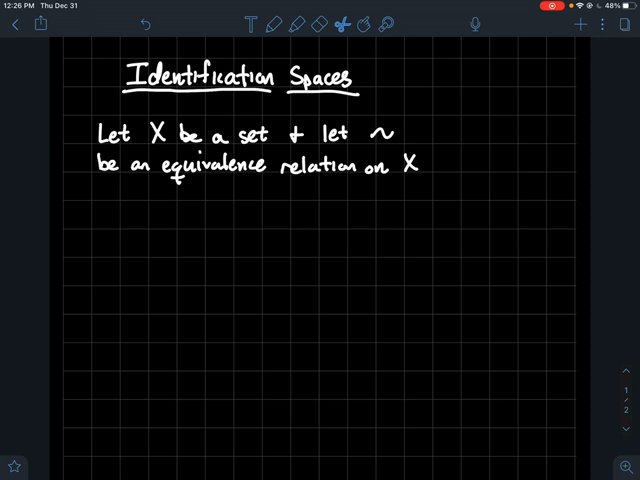 12:26 PM Thu Dec 31
48%
Identification Spaces
Let X be a set + let ~
be an equivalence relation on X
1
/
2